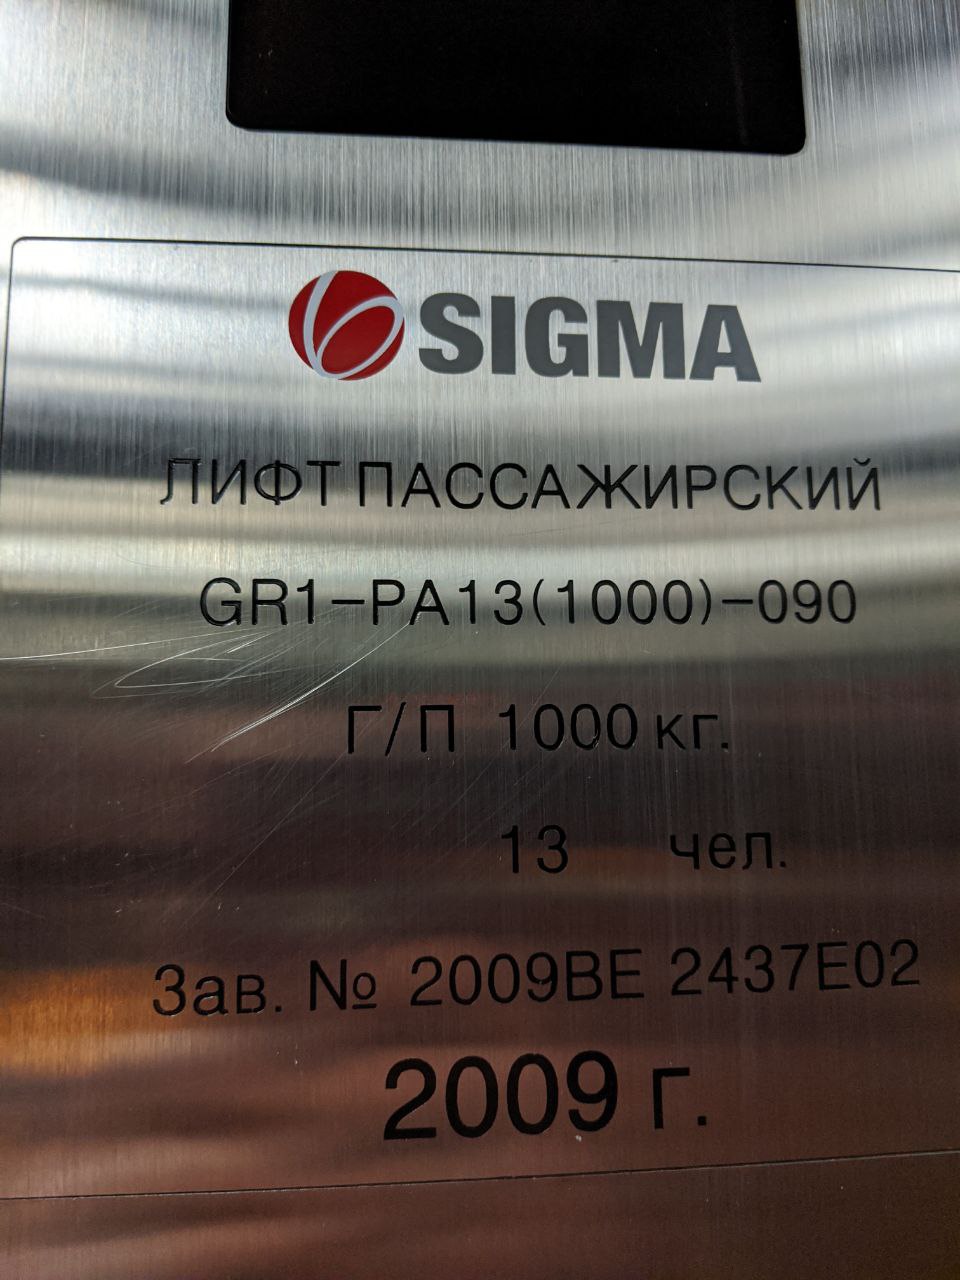 SIGMA
ЛИФТ ПАССАЖИРСКИЙ
GR1-PA13(1000)-090
Г/П 1000 кг.
13 чел.
Зав. № 2009BE 2437E02
2009 г.